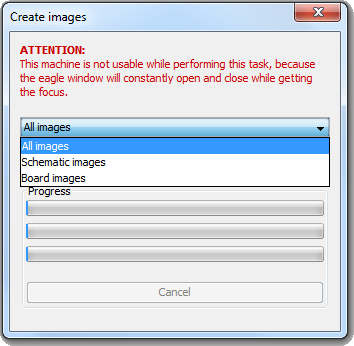 Create images
ATTENTION:
This machine is not usable while performing this task, because
the eagle window will constantly open and close while getting
the focus.
All images
All images
Schematic images
Board images
Progress
Cancel